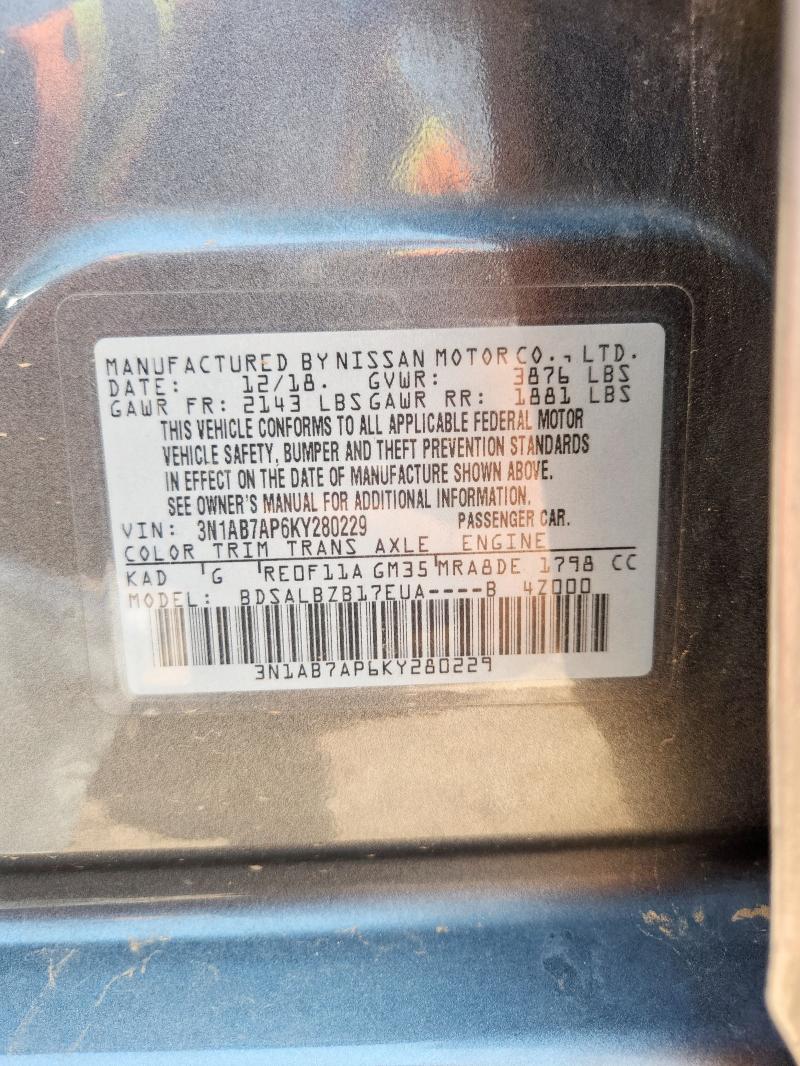 MANUFACTURED BY NISSAN MOTOR CO., LTD.
DATE: 12/18. GVWR: 3876 LBS
GAWR FR: 2143 LBS GAWR RR: 1881 LBS
THIS VEHICLE CONFORMS TO ALL APPLICABLE FEDERAL MOTOR
VEHICLE SAFETY, BUMPER AND THEFT PREVENTION STANDARDS
IN EFFECT ON THE DATE OF MANUFACTURE SHOWN ABOVE.
SEE OWNER'S MANUAL FOR ADDITIONAL INFORMATION.
VIN: 3N1AB7AP6KY280229 PASSENGER CAR.
COLOR TRIM TRANS AXLE ENGINE
KAD G RE0F11A GM35 MRA8DE 1798 CC
MODEL: BDSALBZB17EUA----B 4Z000
3N1AB7AP6KY280229